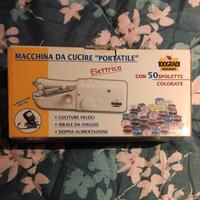 MACCHINA DA CUCIRE "PORTATILE"
Elettrica
100GRADI
CON 50 SPOLETTE
COLORATE
• CUCITURE VELOCI
• IDEALE DA VIAGGIO
• DOPPIA ALIMENTAZIONE